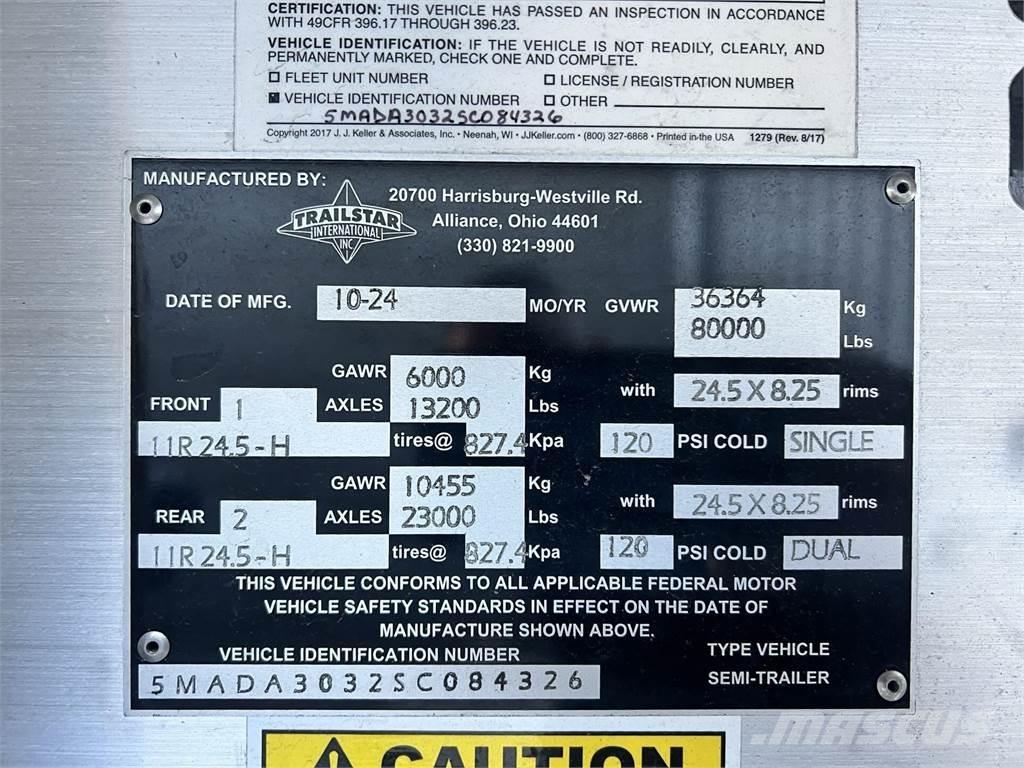 CERTIFICATION: THIS VEHICLE HAS PASSED AN INSPECTION IN ACCORDANCE
WITH 49CFR 396.17 THROUGH 396.23.
VEHICLE IDENTIFICATION: IF THE VEHICLE IS NOT READILY, CLEARLY, AND
PERMANENTLY MARKED, CHECK ONE AND COMPLETE.
FLEET UNIT NUMBER LICENSE / REGISTRATION NUMBER
VEHICLE IDENTIFICATION NUMBER OTHER
5MADA3032SC084326
Copyright 2017 J. J. Keller & Associates, Inc. • Neenah, WI • JJKeller.com • (800) 327-6868 • Printed in the USA 1279 (Rev. 8/17)
MANUFACTURED BY:
TRAILSTAR
INTERNATIONAL
INC
20700 Harrisburg-Westville Rd.
Alliance, Ohio 44601
(330) 821-9900
DATE OF MFG. 10-24 MO/YR GVWR 36364 Kg
80000 Lbs
GAWR 6000 Kg
FRONT 1 AXLES 13200 Lbs with 24.5 X 8.25 rims
11R24.5-H tires@ 827.4 Kpa 120 PSI COLD SINGLE
GAWR 10455 Kg
REAR 2 AXLES 23000 Lbs with 24.5 X 8.25 rims
11R24.5-H tires@ 827.4 Kpa 120 PSI COLD DUAL
THIS VEHICLE CONFORMS TO ALL APPLICABLE FEDERAL MOTOR
VEHICLE SAFETY STANDARDS IN EFFECT ON THE DATE OF
MANUFACTURE SHOWN ABOVE.
VEHICLE IDENTIFICATION NUMBER TYPE VEHICLE
5MADA3032SC084326 SEMI-TRAILER
CAUTION
mascus